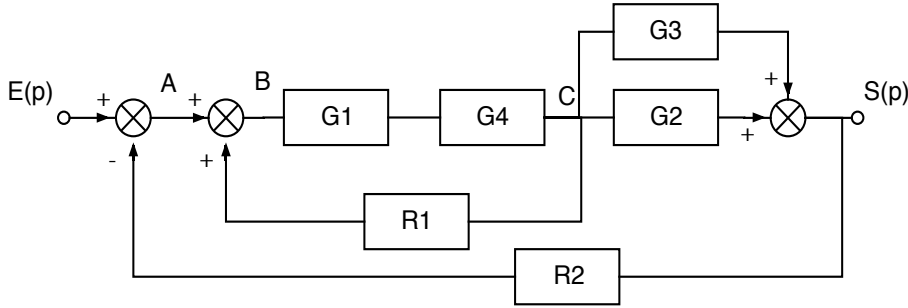 G3
E(p) + A + B G1 G4 C G2 + + S(p)
- +
R1
R2